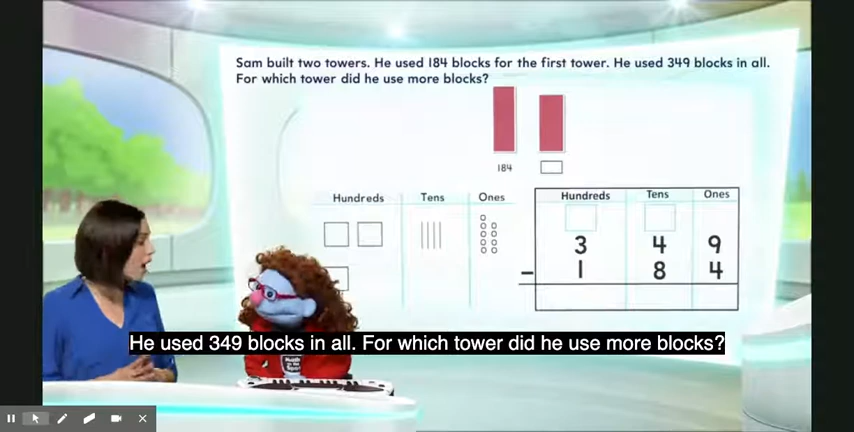 Sam built two towers. He used 184 blocks for the first tower. He used 349 blocks in all.
For which tower did he use more blocks?
184
Hundreds Tens Ones
Hundreds Tens Ones
3 4 9
− 1 8 4
He used 349 blocks in all. For which tower did he use more blocks?